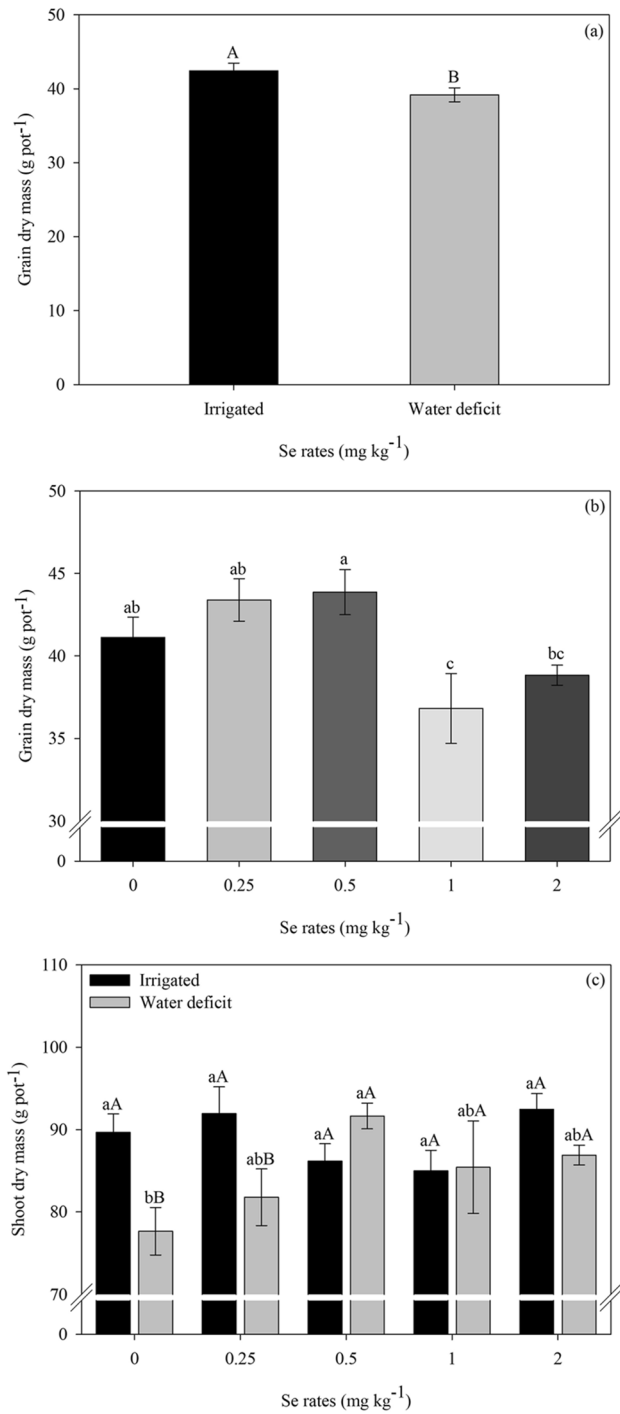 (a)
50
40
30
20
10
0
Grain dry mass (g pot-1)
A
B
Irrigated Water deficit
Se rates (mg kg-1)
(b)
50
45
40
35
30
0
Grain dry mass (g pot-1)
ab ab a c bc
0 0.25 0.5 1 2
Se rates (mg kg-1)
(c)
Irrigated
Water deficit
110
100
90
80
70
0
Shoot dry mass (g pot-1)
aA bB aA abB aA aA aA abA aA abA
0 0.25 0.5 1 2
Se rates (mg kg-1)